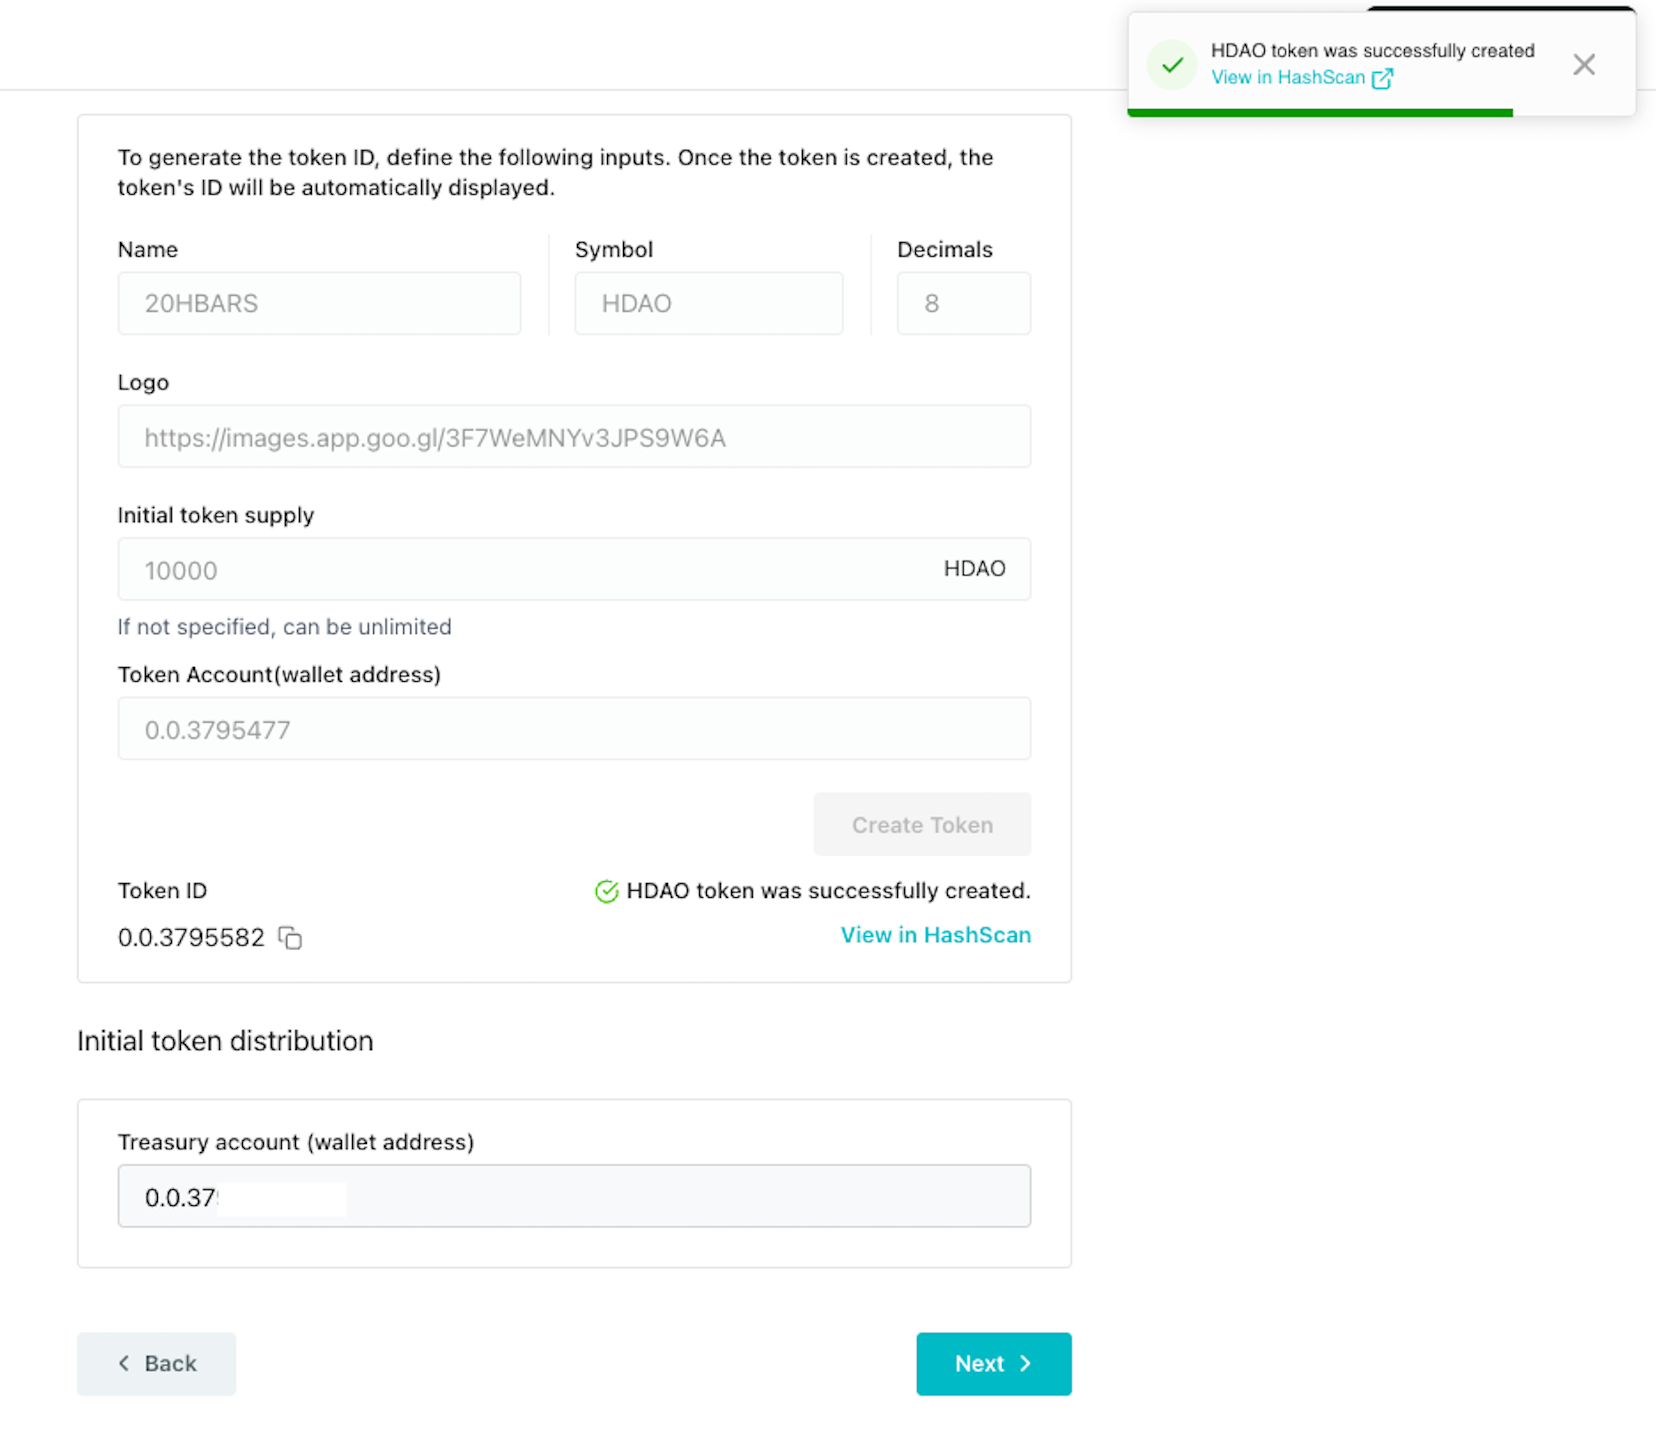 HDAO token was successfully created
View in HashScan
To generate the token ID, define the following inputs. Once the token is created, the
token's ID will be automatically displayed.
Name
Symbol
Decimals
20HBARS
HDAO
8
Logo
https://images.app.goo.gl/3F7WeMNYv3JPS9W6A
Initial token supply
10000
HDAO
If not specified, can be unlimited
Token Account(wallet address)
0.0.3795477
Create Token
Token ID
HDAO token was successfully created.
0.0.3795582
View in HashScan
Initial token distribution
Treasury account (wallet address)
0.0.37
Back
Next